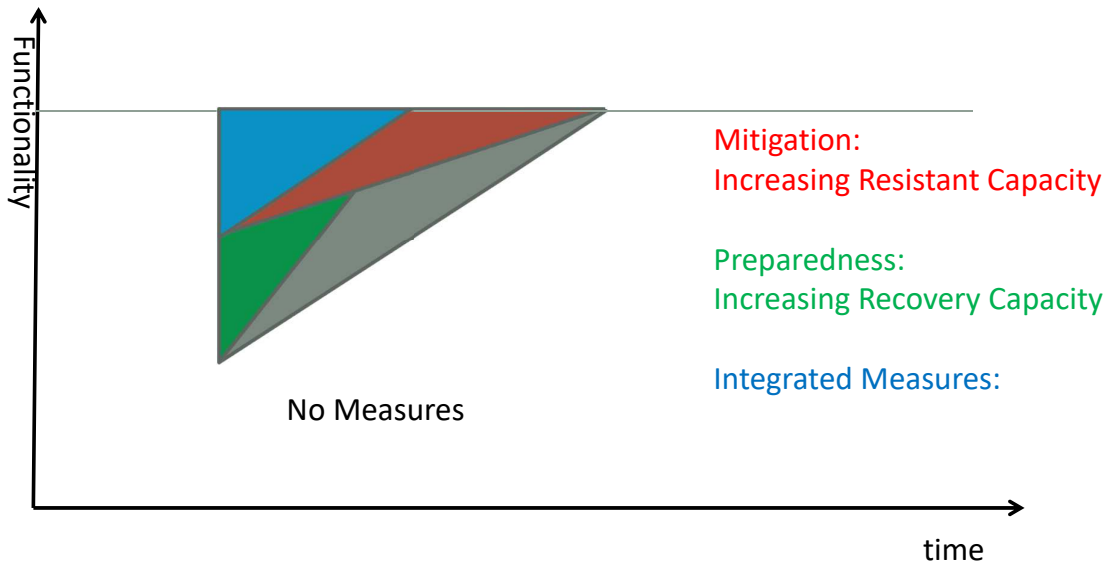 Functionality
Mitigation:
Increasing Resistant Capacity
Preparedness:
Increasing Recovery Capacity
Integrated Measures:
No Measures
time